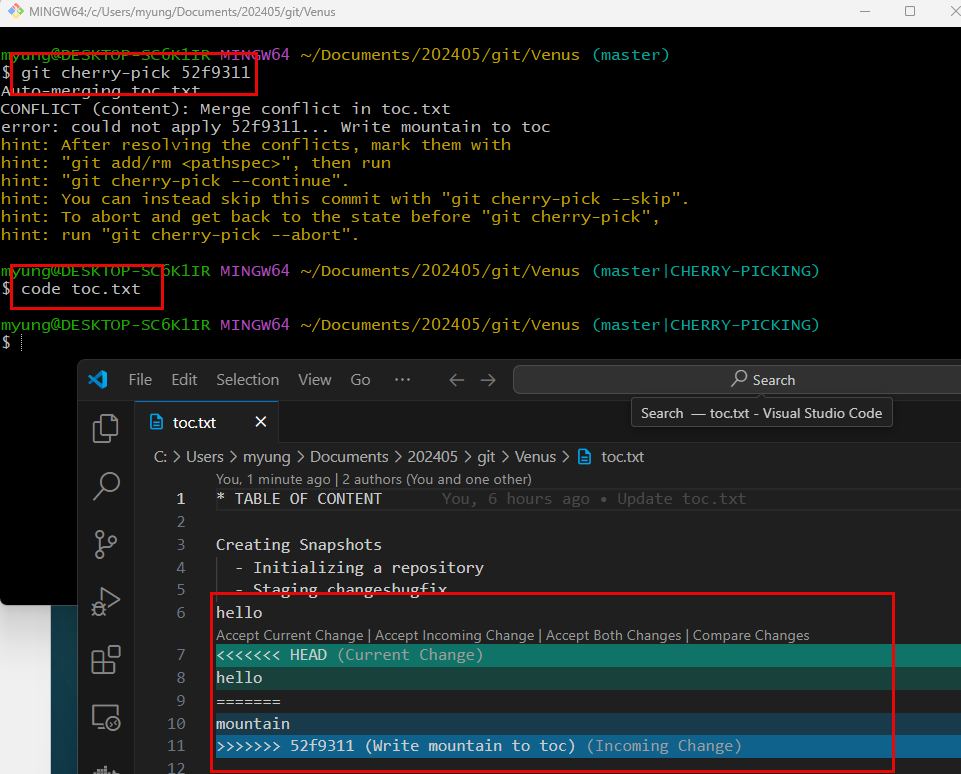 MINGW64:/c/Users/myung/Documents/202405/git/Venus
myung@DESKTOP-SC6K1IR MINGW64 ~/Documents/202405/git/Venus (master)
$ git cherry-pick 52f9311
Auto-merging toc.txt
CONFLICT (content): Merge conflict in toc.txt
error: could not apply 52f9311... Write mountain to toc
hint: After resolving the conflicts, mark them with
hint: "git add/rm <pathspec>", then run
hint: "git cherry-pick --continue".
hint: You can instead skip this commit with "git cherry-pick --skip".
hint: To abort and get back to the state before "git cherry-pick",
hint: run "git cherry-pick --abort".
myung@DESKTOP-SC6K1IR MINGW64 ~/Documents/202405/git/Venus (master|CHERRY-PICKING)
$ code toc.txt
myung@DESKTOP-SC6K1IR MINGW64 ~/Documents/202405/git/Venus (master|CHERRY-PICKING)
$
File Edit Selection View Go ··· Search
Search — toc.txt - Visual Studio Code
toc.txt
C: > Users > myung > Documents > 202405 > git > Venus > toc.txt
You, 1 minute ago | 2 authors (You and one other)
1 * TABLE OF CONTENT You, 6 hours ago • Update toc.txt
2
3 Creating Snapshots
4 - Initializing a repository
5 - Staging changesbugfix
6 hello
Accept Current Change | Accept Incoming Change | Accept Both Changes | Compare Changes
7 <<<<<<< HEAD (Current Change)
8 hello
9 =======
10 mountain
11 >>>>>>> 52f9311 (Write mountain to toc) (Incoming Change)
12